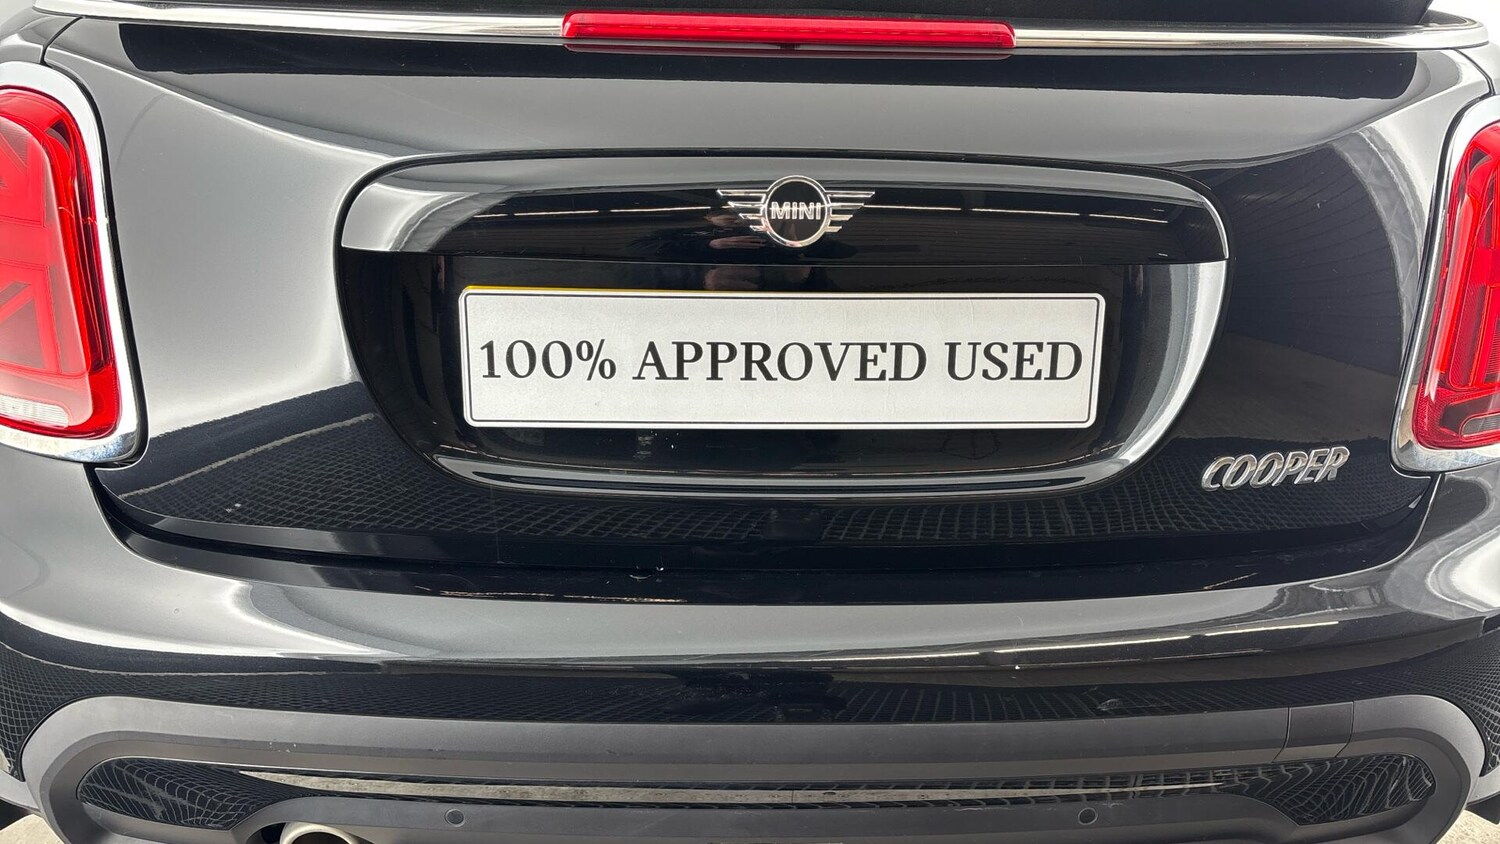 MINI
100% APPROVED USED
COOPER